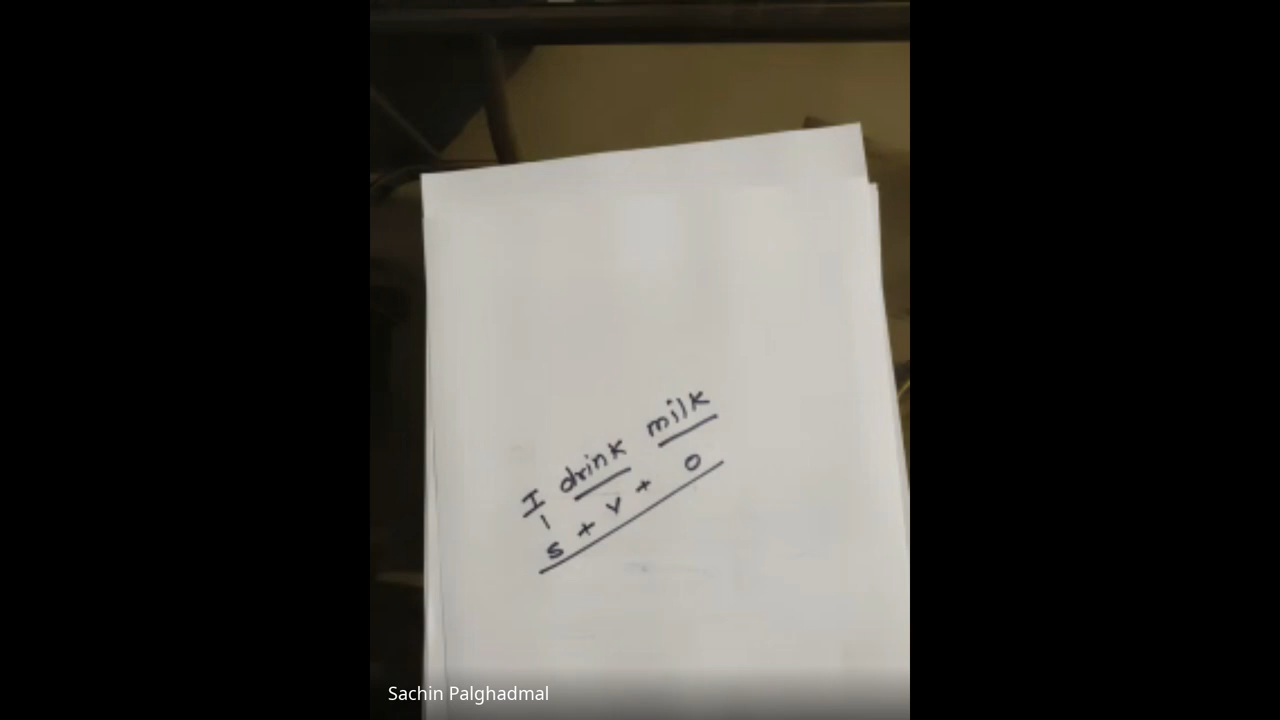 I drink milk
S + V + O
Sachin Palghadmal